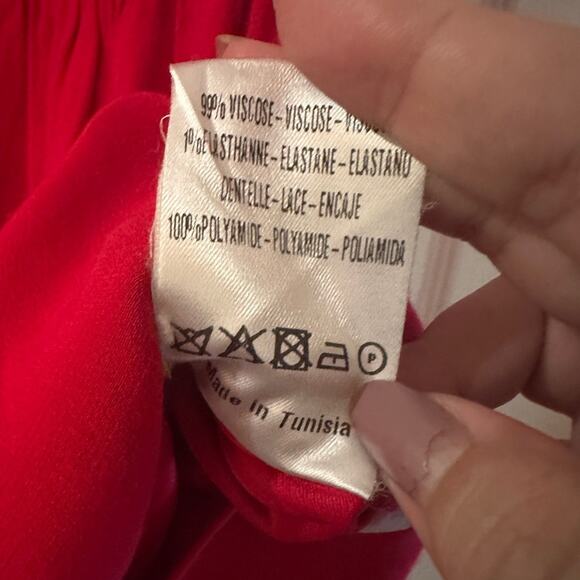 99% VISCOSE-VISCOSE-
1% ELASTHANNE-ELASTANE-ELASTANO
DENTELLE-LACE-ENCAJE
100%POLYAMIDE-POLYAMIDE-POLIAMIDA
P
Made in Tunisia